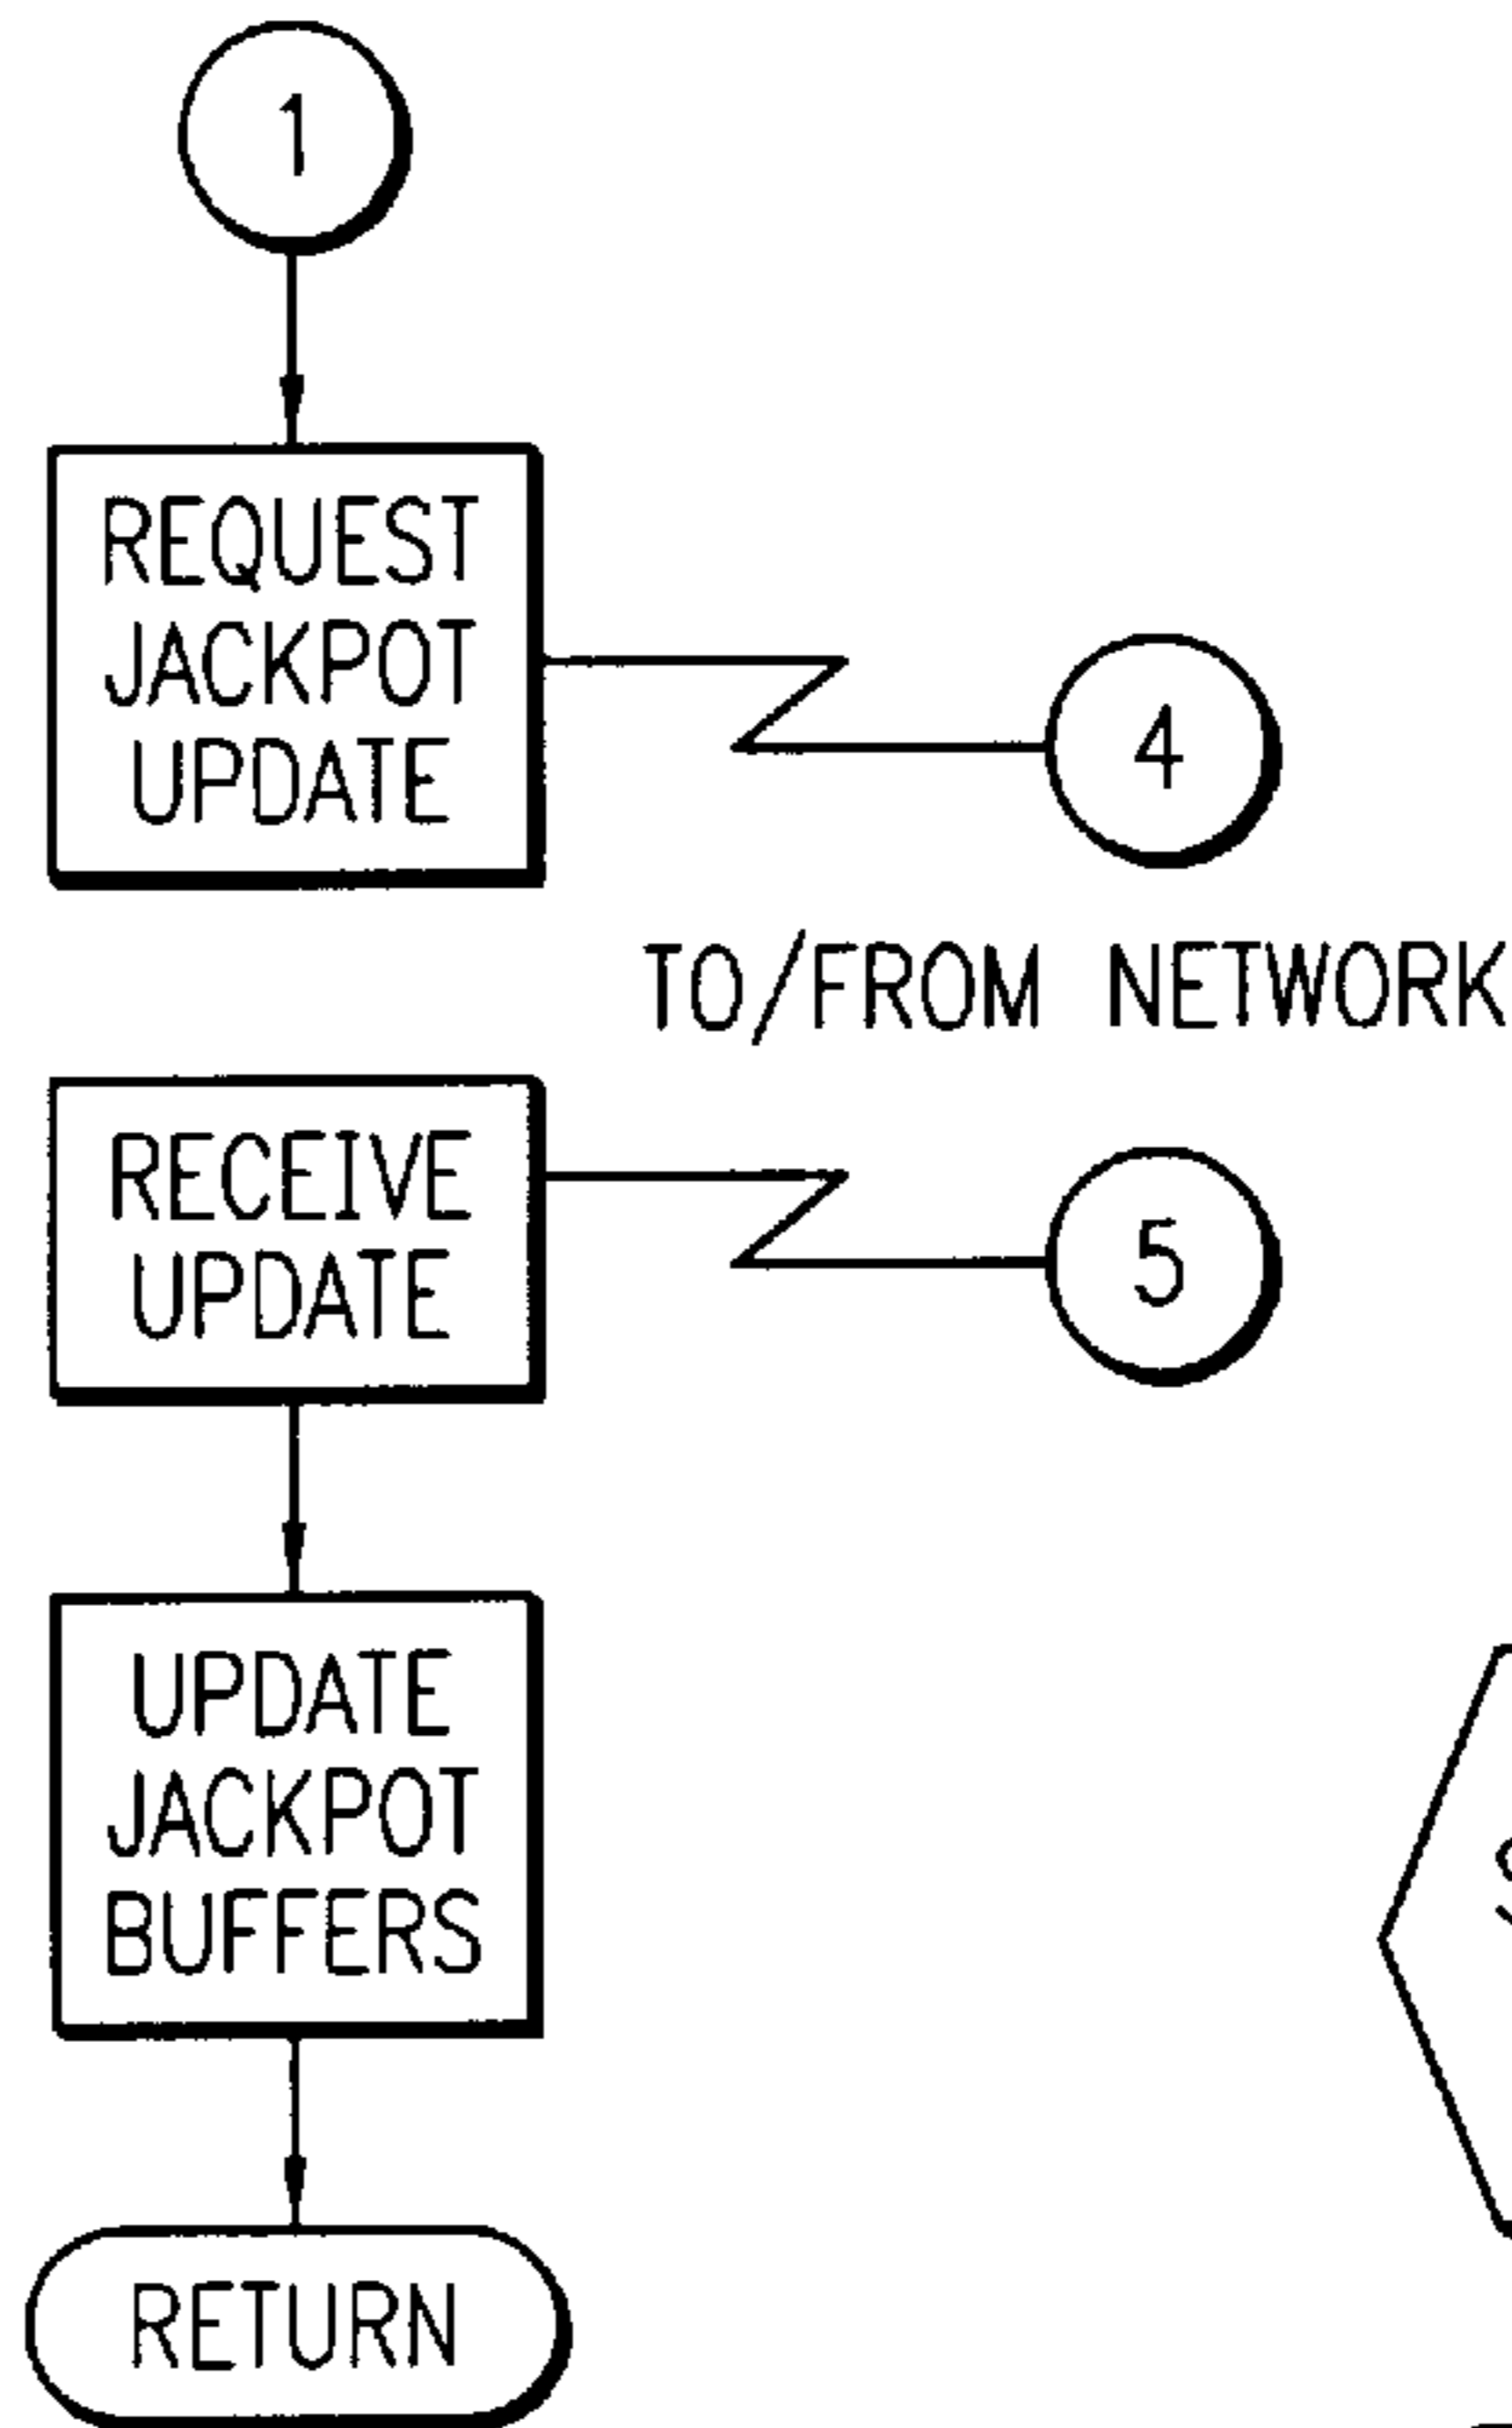 1
REQUEST
JACKPOT
UPDATE
4
TO/FROM NETWORK
RECEIVE
UPDATE
5
UPDATE
JACKPOT
BUFFERS
RETURN